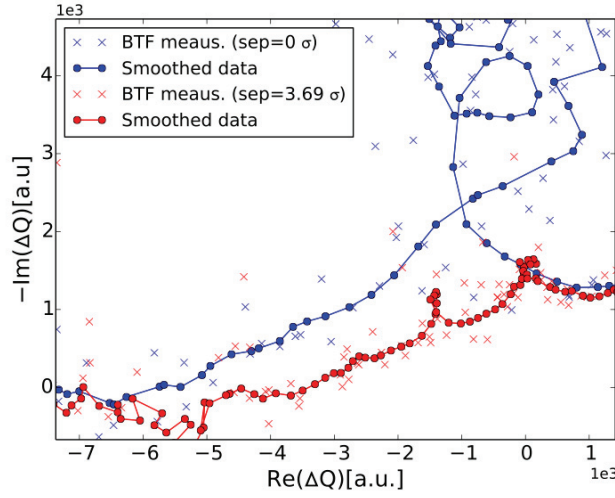 1e3
BTF meaus. (sep=0 σ)
Smoothed data
BTF meaus. (sep=3.69 σ)
Smoothed data
4
3
2
1
0
−Im(ΔQ)[a.u]
−7 −6 −5 −4 −3 −2 −1 0 1
Re(ΔQ)[a.u.]
1e3